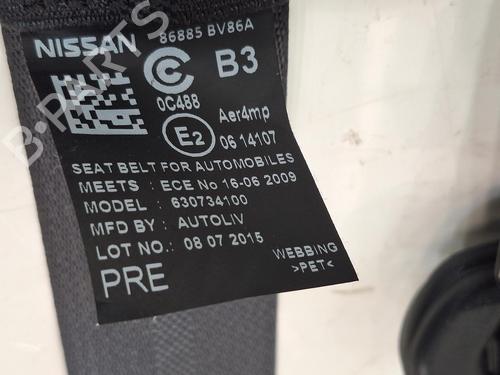 NISSAN 86885 BV86A
B3
0C488 Aer4mp
E2 06 14107
SEAT BELT FOR AUTOMOBILES
MEETS : ECE No 16-06 2009
MODEL : 630734100
MFD BY : AUTOLIV
LOT NO.: 08 07 2015
WEBBING
PRE >PET<
B-PARTS